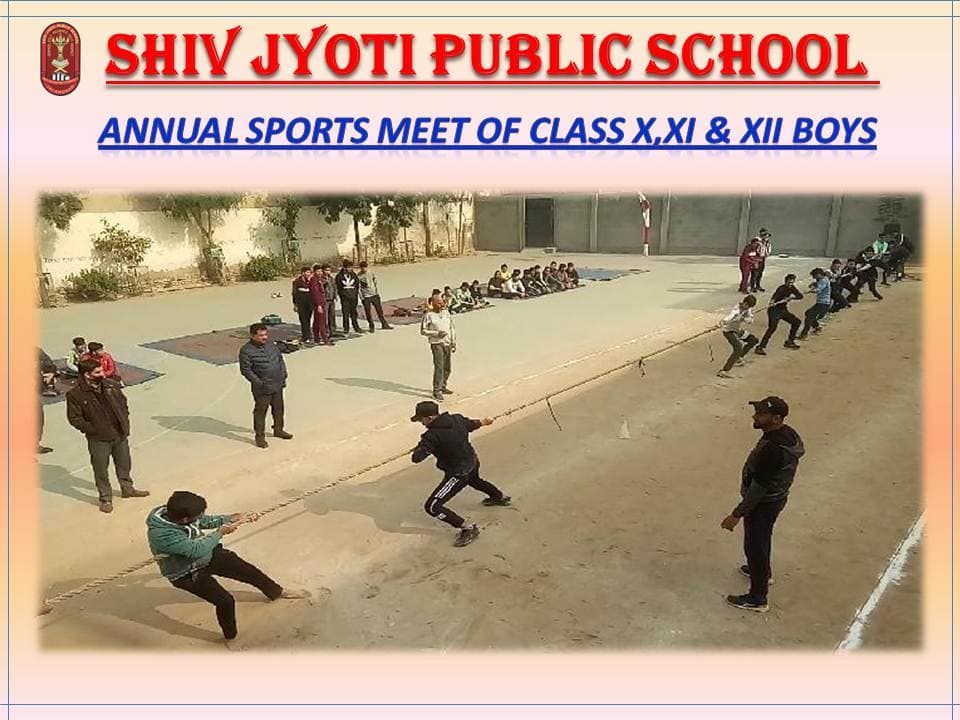 SHIV JYOTI PUBLIC SCHOOL
ANNUAL SPORTS MEET OF CLASS X,XI & XII BOYS